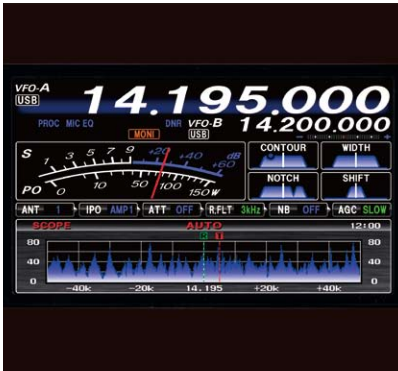 VFO-A
USB
14.195.000
PROC MIC EQ DNR VFO-B 14.200.000
MONI USB
CONTOUR WIDTH
S 1 3 5 7 9 +20 +40 +60 dB
PO 0 10 50 100 150 W
NOTCH SHIFT
ANT 1 IPO AMP1 ATT OFF R.FLT 3kHz NB OFF AGC SLOW
SCOPE AUTO 12:00
80 80
40 40
0 0
-40k -20k 14.195 +20k +40k